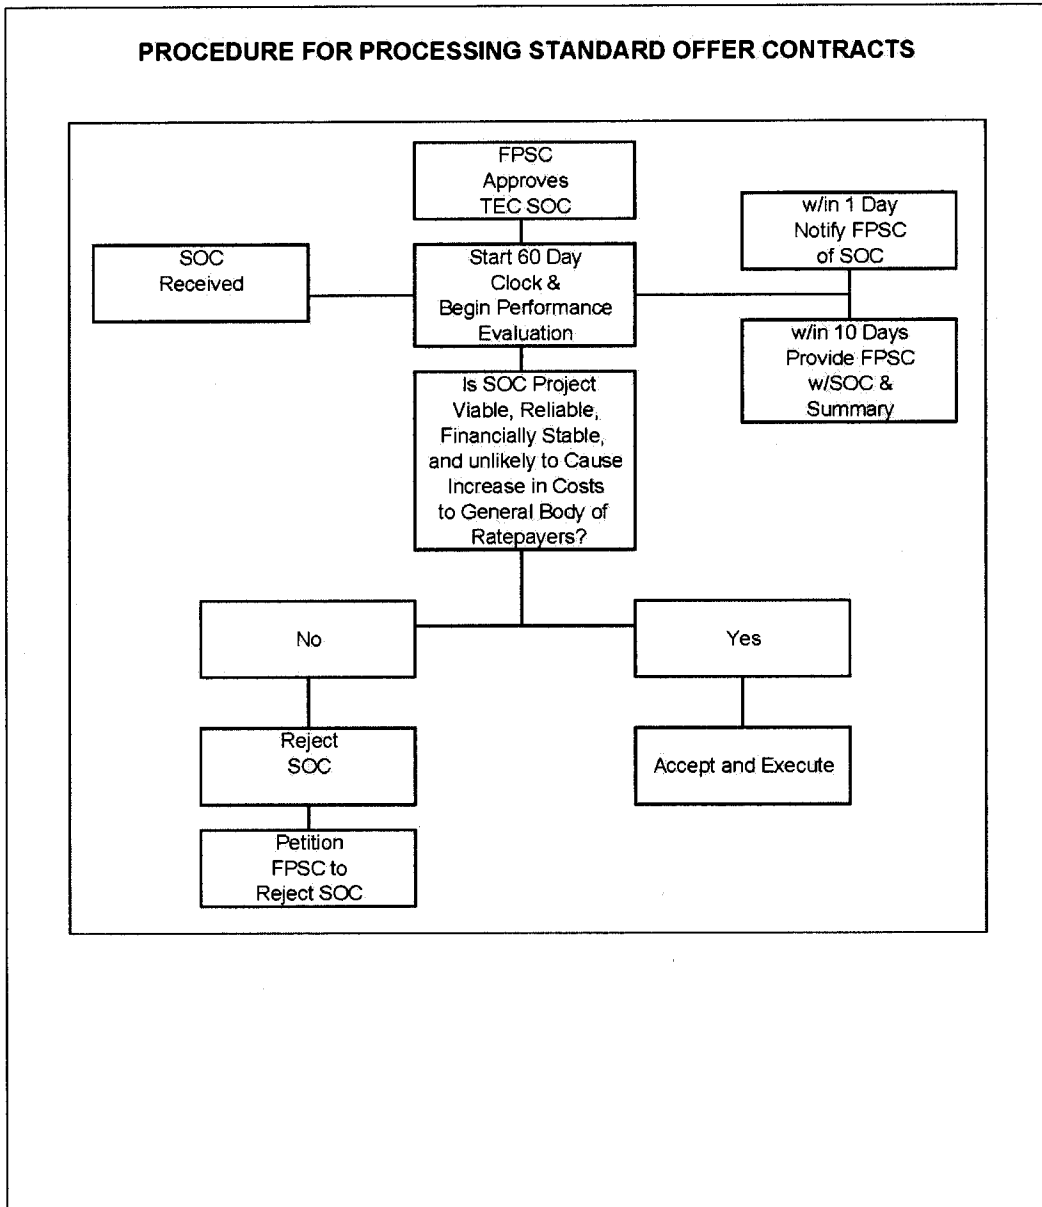 PROCEDURE FOR PROCESSING STANDARD OFFER CONTRACTS
FPSC
Approves
TEC SOC
w/in 1 Day
Notify FPSC
of SOC
SOC
Received
Start 60 Day
Clock &
Begin Performance
Evaluation
w/in 10 Days
Provide FPSC
w/SOC &
Summary
Is SOC Project
Viable, Reliable,
Financially Stable,
and unlikely to Cause
Increase in Costs
to General Body of
Ratepayers?
No
Yes
Reject
SOC
Accept and Execute
Petition
FPSC to
Reject SOC